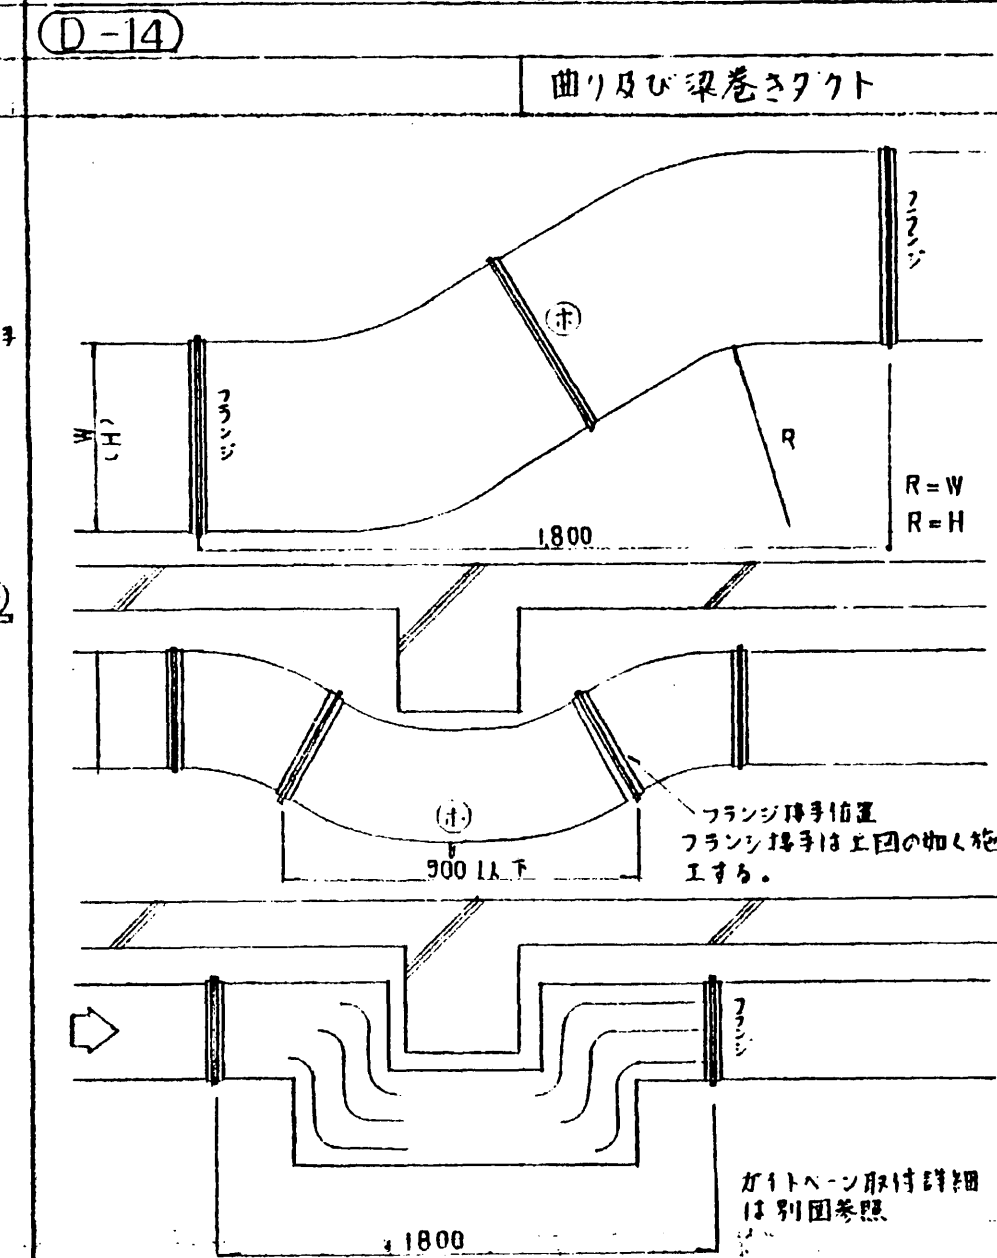 D-14
曲り及び梁巻きダクト
フランジ
ホ
フランジ
W
(H)
R
R=W
R=H
1,800
フランジ接手位置
フランジ接手は上図の如く施
工する。
ホ
900以下
フランジ
ガイドベーン取付詳細
は別図参照
1800